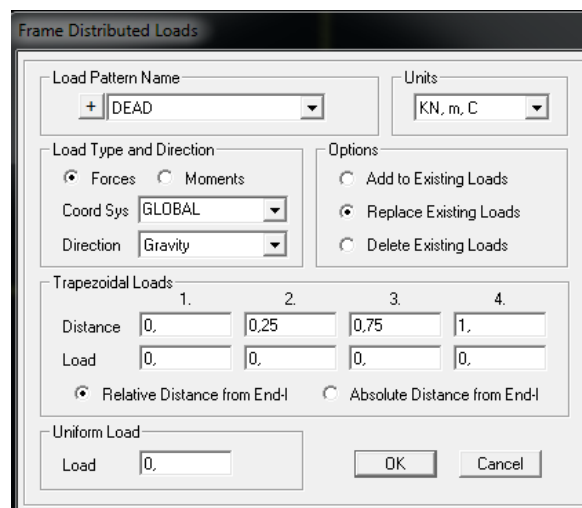 Frame Distributed Loads
Load Pattern Name
+ DEAD
Units
KN, m, C
Load Type and Direction
Forces Moments
Coord Sys GLOBAL
Direction Gravity
Options
Add to Existing Loads
Replace Existing Loads
Delete Existing Loads
Trapezoidal Loads
1. 2. 3. 4.
Distance 0, 0,25 0,75 1,
Load 0, 0, 0, 0,
Relative Distance from End-I Absolute Distance from End-I
Uniform Load
Load 0,
OK Cancel